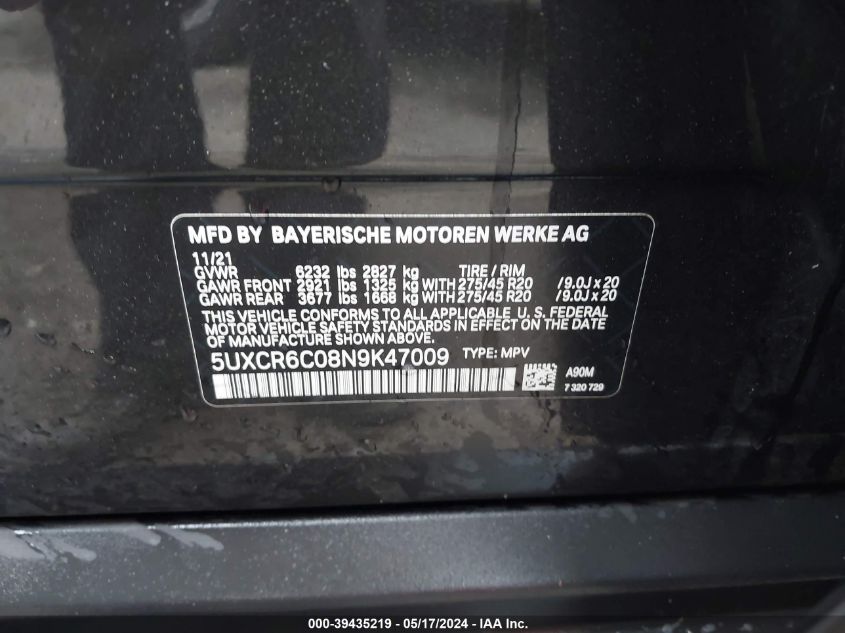 MFD BY BAYERISCHE MOTOREN WERKE AG
11/21
GVWR 6232 lbs 2827 kg TIRE / RIM
GAWR FRONT 2921 lbs 1325 kg WITH 275/45 R20 /9.0J x 20
GAWR REAR 3677 lbs 1668 kg WITH 275/45 R20 /9.0J x 20
THIS VEHICLE CONFORMS TO ALL APPLICABLE U. S. FEDERAL
MOTOR VEHICLE SAFETY STANDARDS IN EFFECT ON THE DATE
OF MANUFACTURE SHOWN ABOVE.
5UXCR6C08N9K47009 TYPE: MPV
A90M
7 320 729
000-39435219 - 05/17/2024 - IAA Inc.